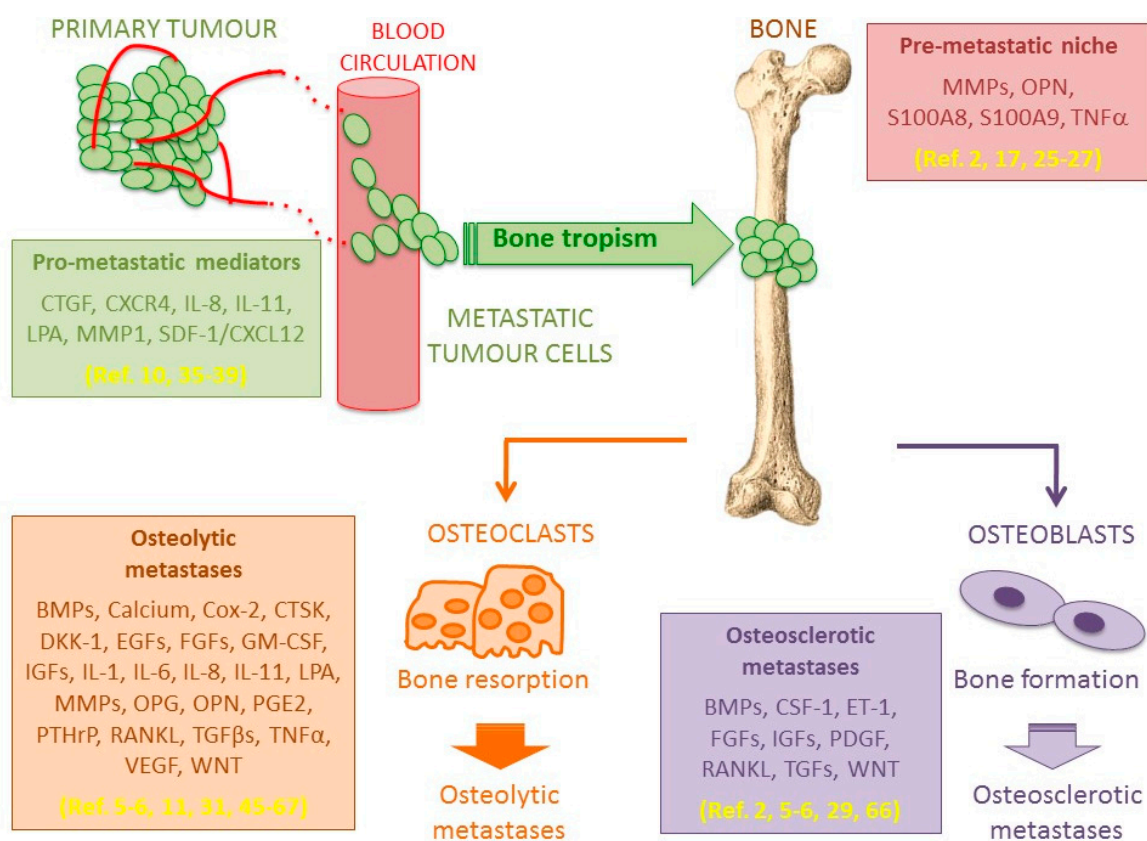 PRIMARY TUMOUR
BLOOD
CIRCULATION
BONE
Pre-metastatic niche
MMPs, OPN,
S100A8, S100A9, TNFα
(Ref. 2, 17, 25-27)
Bone tropism
Pro-metastatic mediators
CTGF, CXCR4, IL-8, IL-11,
LPA, MMP1, SDF-1/CXCL12
(Ref. 10, 35-39)
METASTATIC
TUMOUR CELLS
Osteolytic
metastases
BMPs, Calcium, Cox-2, CTSK,
DKK-1, EGFs, FGFs, GM-CSF,
IGFs, IL-1, IL-6, IL-8, IL-11, LPA,
MMPs, OPG, OPN, PGE2,
PTHrP, RANKL, TGFβs, TNFα,
VEGF, WNT
(Ref. 5-6, 11, 31, 45-67)
OSTEOCLASTS
Bone resorption
Osteolytic
metastases
Osteosclerotic
metastases
BMPs, CSF-1, ET-1,
FGFs, IGFs, PDGF,
RANKL, TGFs, WNT
(Ref. 2, 5-6, 29, 66)
OSTEOBLASTS
Bone formation
Osteosclerotic
metastases